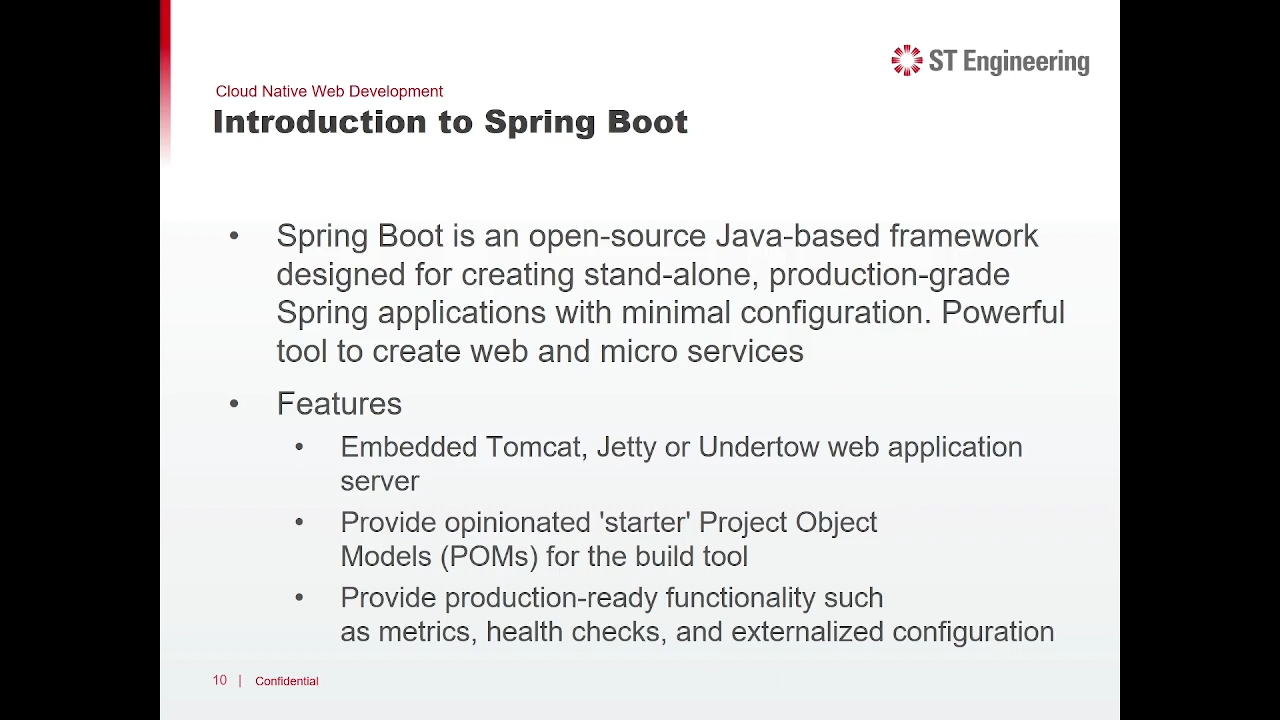 ST Engineering
Cloud Native Web Development
Introduction to Spring Boot
• Spring Boot is an open-source Java-based framework
designed for creating stand-alone, production-grade
Spring applications with minimal configuration. Powerful
tool to create web and micro services
• Features
• Embedded Tomcat, Jetty or Undertow web application
server
• Provide opinionated 'starter' Project Object
Models (POMs) for the build tool
• Provide production-ready functionality such
as metrics, health checks, and externalized configuration
10 | Confidential